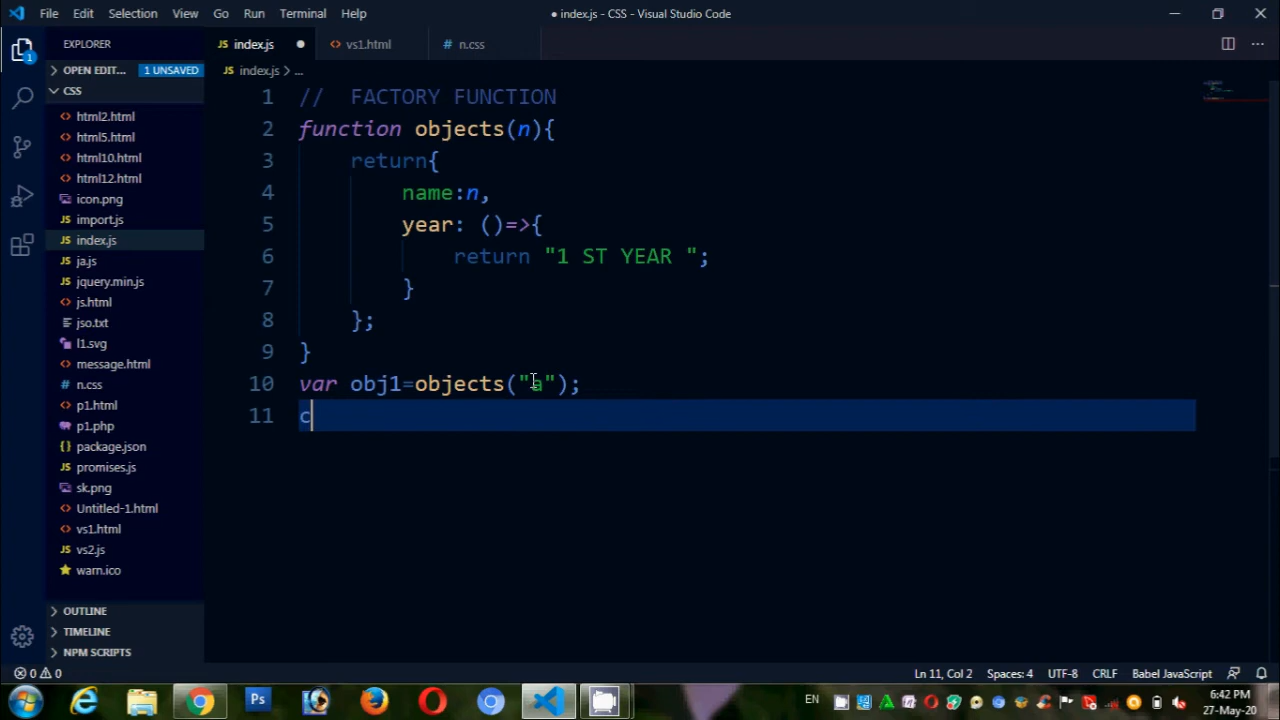 File Edit Selection View Go Run Terminal Help
● index.js - CSS - Visual Studio Code
EXPLORER
OPEN EDIT... 1 UNSAVED
CSS
html2.html
html5.html
html10.html
html12.html
icon.png
import.js
index.js
ja.js
jquery.min.js
js.html
jso.txt
l1.svg
message.html
n.css
p1.html
p1.php
package.json
promises.js
sk.png
Untitled-1.html
vs1.html
vs2.js
warn.ico
OUTLINE
TIMELINE
NPM SCRIPTS
1
JS index.js ● <> vs1.html # n.css
JS index.js > ...
1 // FACTORY FUNCTION
2 function objects(n){
3 return{
4 name:n,
5 year: ()=>{
6 return "1 ST YEAR ";
7 }
8 };
9 }
10 var obj1=objects("a");
11 c
0 0
Ln 11, Col 2 Spaces: 4 UTF-8 CRLF Babel JavaScript
Ps
EN
6:42 PM
27-May-20